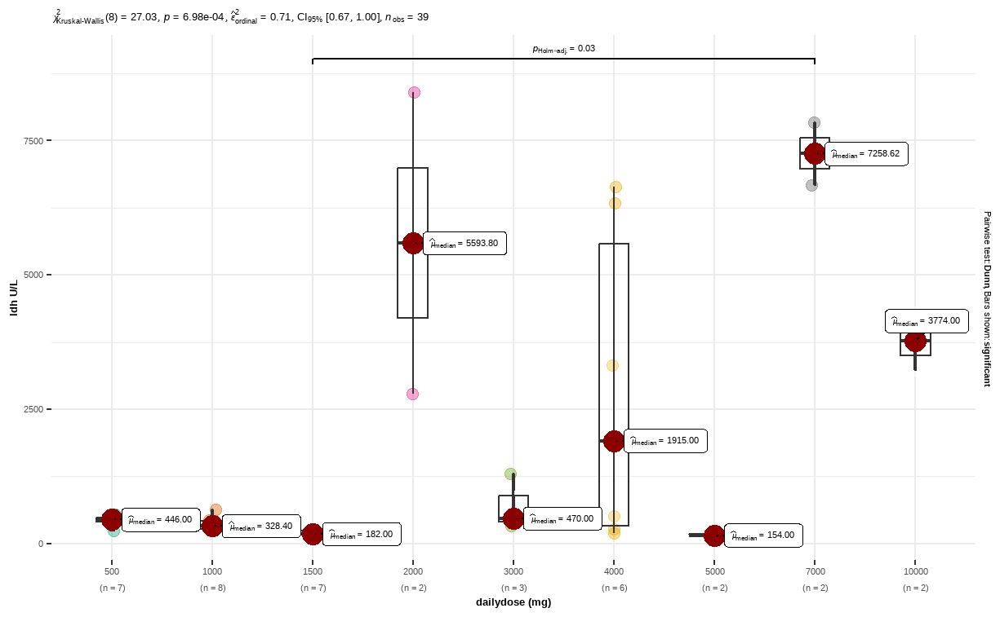 χ²Kruskal-Wallis(8) = 27.03, p = 6.98e-04, ε̂²ordinal = 0.71, CI95% [0.67, 1.00], nobs = 39
pHolm-adj. = 0.03
7500
5000
2500
0
ldh U/L
μ̂median = 7258.62
μ̂median = 5593.80
μ̂median = 3774.00
μ̂median = 1915.00
μ̂median = 446.00
μ̂median = 328.40
μ̂median = 182.00
μ̂median = 470.00
μ̂median = 154.00
Pairwise test: Dunn, Bars shown: significant
500 1000 1500 2000 3000 4000 5000 7000 10000
(n = 7) (n = 8) (n = 7) (n = 2) (n = 3) (n = 6) (n = 2) (n = 2) (n = 2)
dailydose (mg)